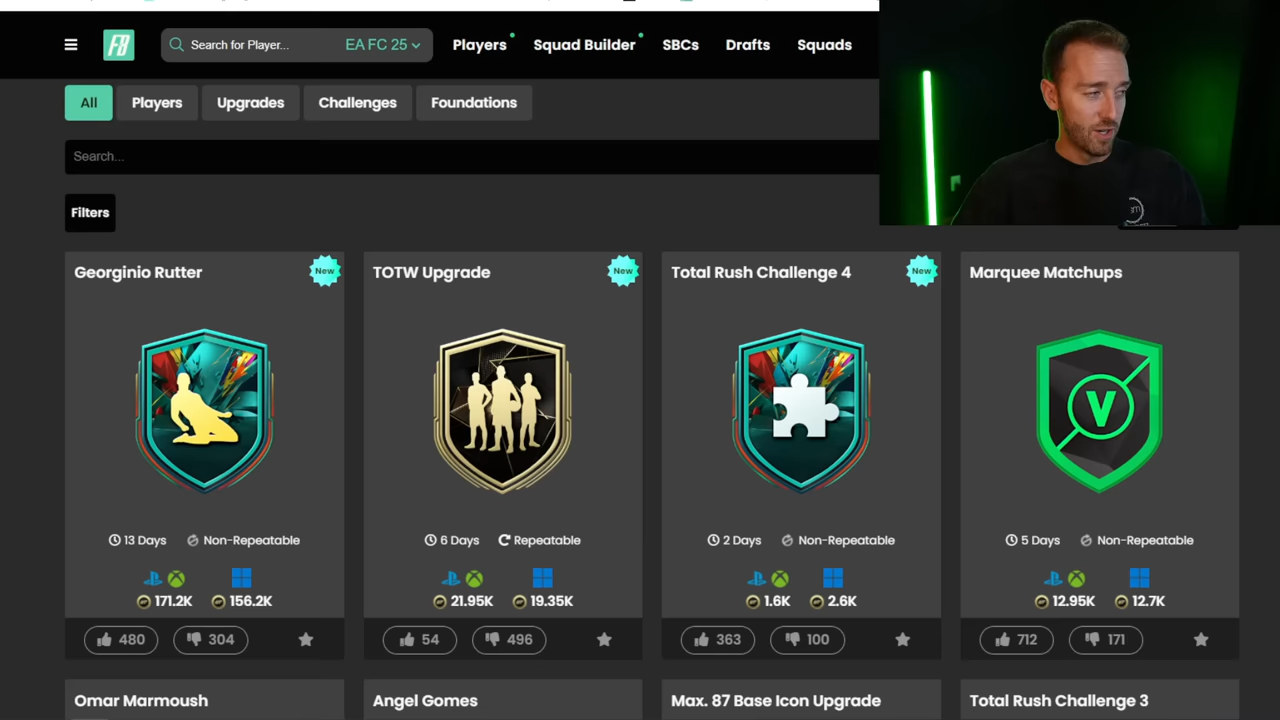 FB
Search for Player...
EA FC 25
Players
Squad Builder
SBCs
Drafts
Squads
All
Players
Upgrades
Challenges
Foundations
Search...
Filters
Georginio Rutter
New
13 Days
Non-Repeatable
171.2K
156.2K
480
304
TOTW Upgrade
New
6 Days
Repeatable
21.95K
19.35K
54
496
Total Rush Challenge 4
New
2 Days
Non-Repeatable
1.6K
2.6K
363
100
Marquee Matchups
V
5 Days
Non-Repeatable
12.95K
12.7K
712
171
Omar Marmoush
Angel Gomes
Max. 87 Base Icon Upgrade
Total Rush Challenge 3